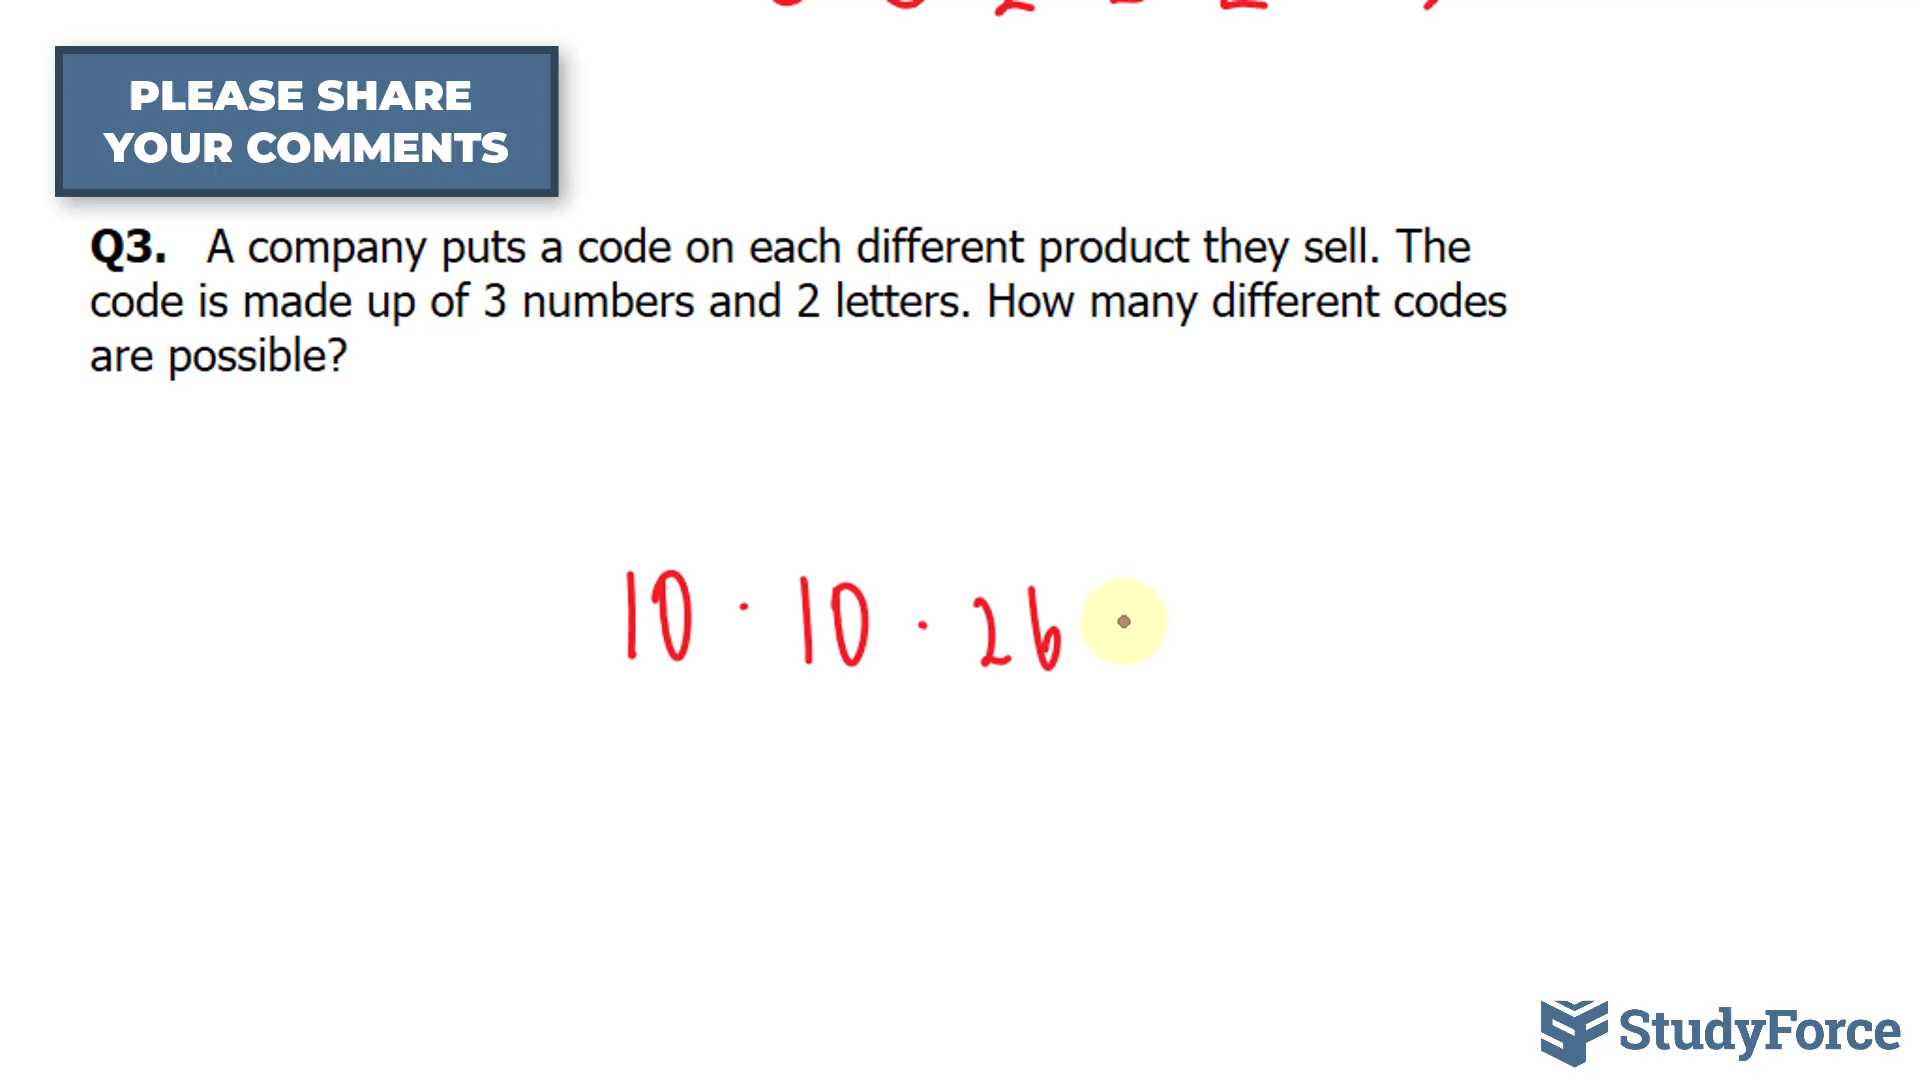 PLEASE SHARE
YOUR COMMENTS
Q3. A company puts a code on each different product they sell. The
code is made up of 3 numbers and 2 letters. How many different codes
are possible?
10 · 10 · 26
StudyForce